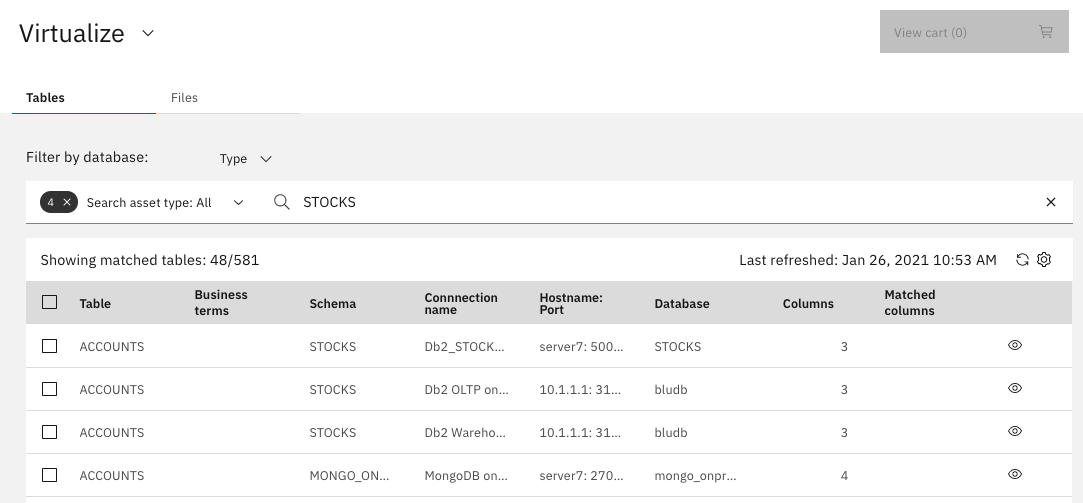 Virtualize
View cart (0)
Tables
Files
Filter by database:
Type
4
Search asset type: All
STOCKS
Showing matched tables: 48/581
Last refreshed: Jan 26, 2021 10:53 AM
Table
Business
terms
Schema
Connnection
name
Hostname:
Port
Database
Columns
Matched
columns
ACCOUNTS STOCKS Db2_STOCK... server7: 500... STOCKS 3
ACCOUNTS STOCKS Db2 OLTP on... 10.1.1.1: 31... bludb 3
ACCOUNTS STOCKS Db2 Wareho... 10.1.1.1: 31... bludb 3
ACCOUNTS MONGO_ON... MongoDB on... server7: 270... mongo_onpr... 4